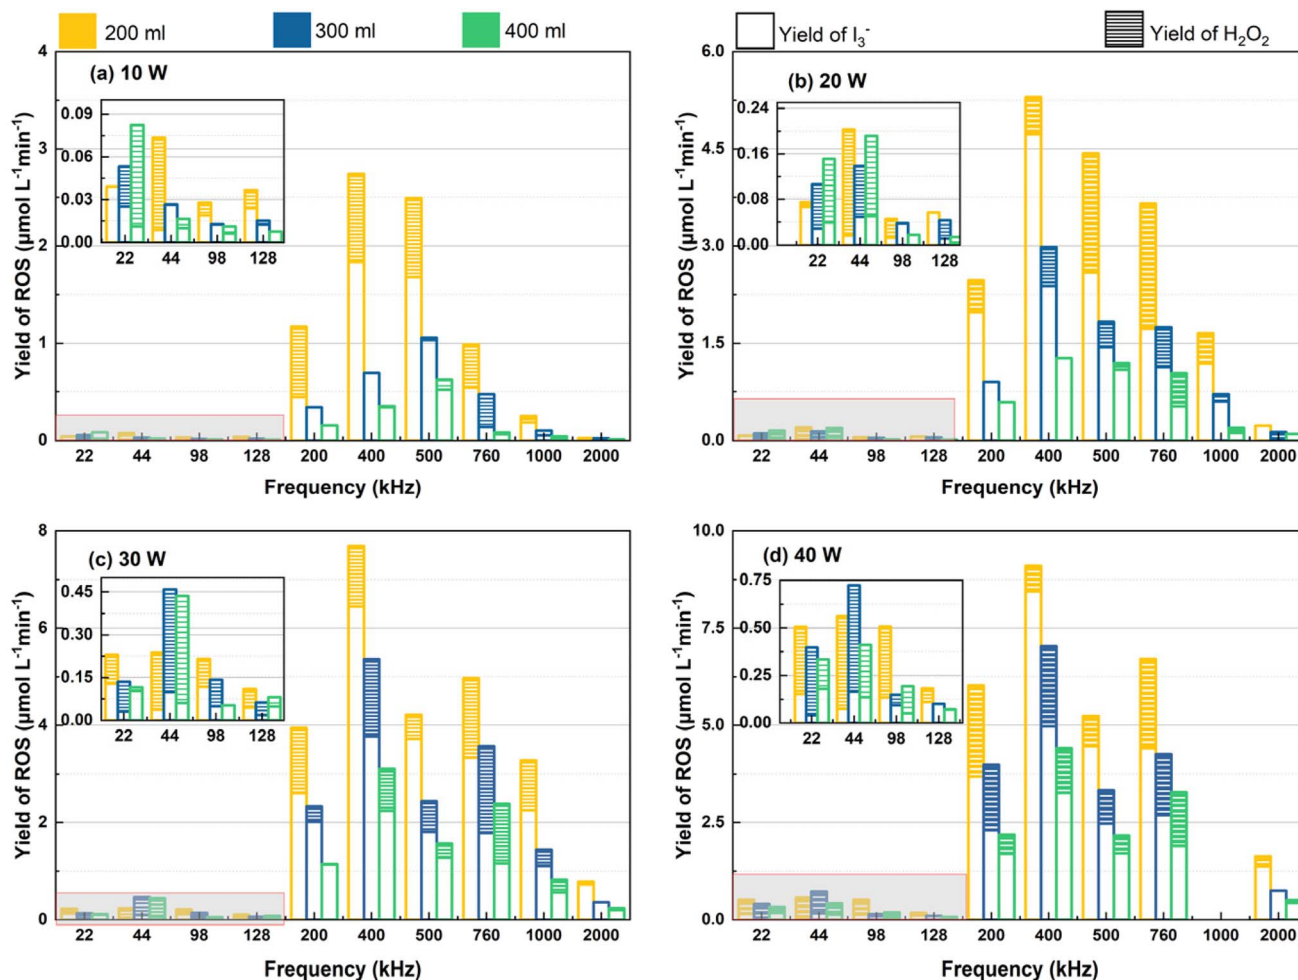 200 ml 300 ml 400 ml Yield of I₃⁻ Yield of H₂O₂
(a) 10 W
Yield of ROS (μmol L⁻¹min⁻¹)
4
3
2
1
0
0.09
0.06
0.03
0.00
22 44 98 128
22 44 98 128 200 400 500 760 1000 2000
Frequency (kHz)
(b) 20 W
Yield of ROS (μmol L⁻¹min⁻¹)
6.0
4.5
3.0
1.5
0.0
0.24
0.16
0.08
0.00
22 44 98 128
22 44 98 128 200 400 500 760 1000 2000
Frequency (kHz)
(c) 30 W
Yield of ROS (μmol L⁻¹min⁻¹)
8
6
4
2
0
0.45
0.30
0.15
0.00
22 44 98 128
22 44 98 128 200 400 500 760 1000 2000
Frequency (kHz)
(d) 40 W
Yield of ROS (μmol L⁻¹min⁻¹)
10.0
7.5
5.0
2.5
0.0
0.75
0.50
0.25
0.00
22 44 98 128
22 44 98 128 200 400 500 760 1000 2000
Frequency (kHz)